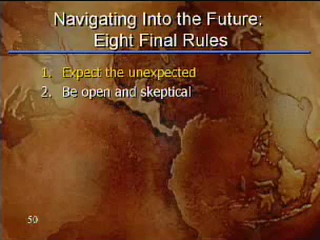 Navigating Into the Future:
Eight Final Rules
1. Expect the unexpected
2. Be open and skeptical
50